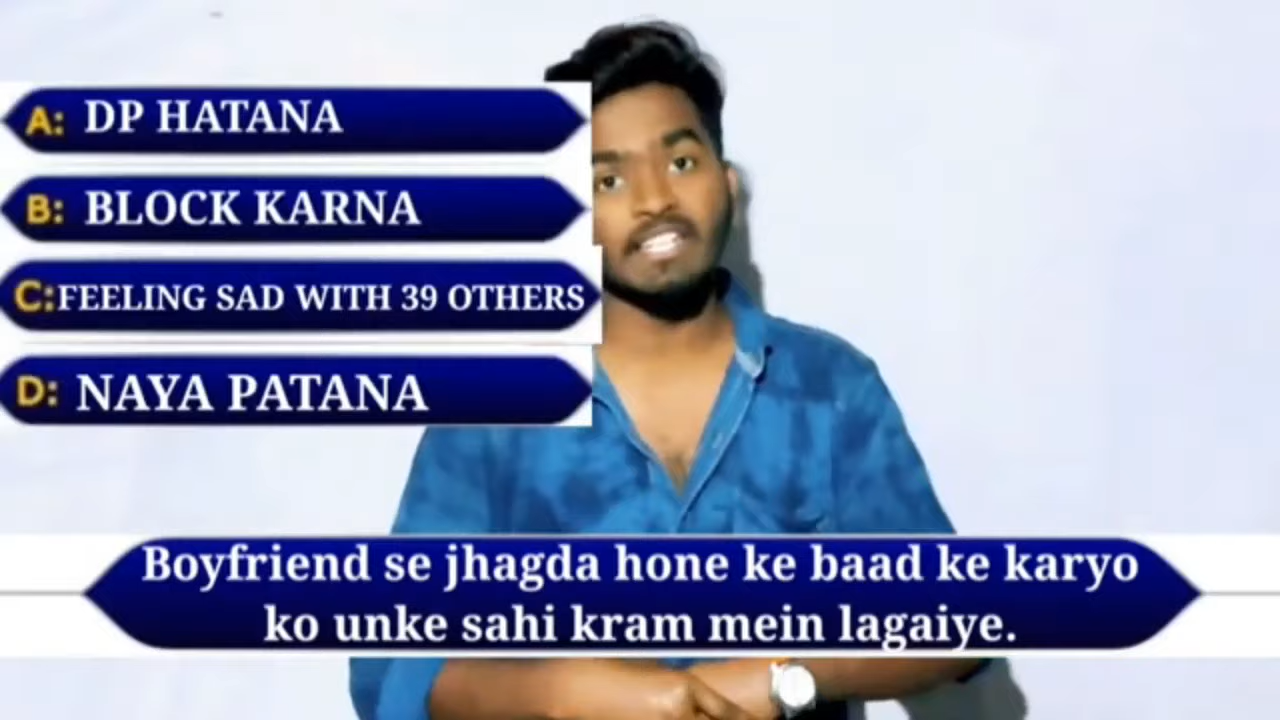 A: DP HATANA
B: BLOCK KARNA
C: FEELING SAD WITH 39 OTHERS
D: NAYA PATANA
Boyfriend se jhagda hone ke baad ke karyo
ko unke sahi kram mein lagaiye.